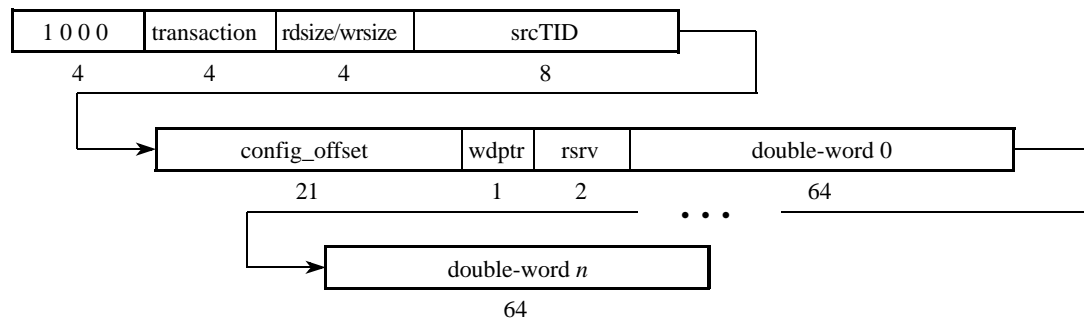 1 0 0 0 transaction rdsize/wrsize srcTID
4 4 4 8
config_offset wdptr rsrv double-word 0
21 1 2 64
• • •
double-word n
64